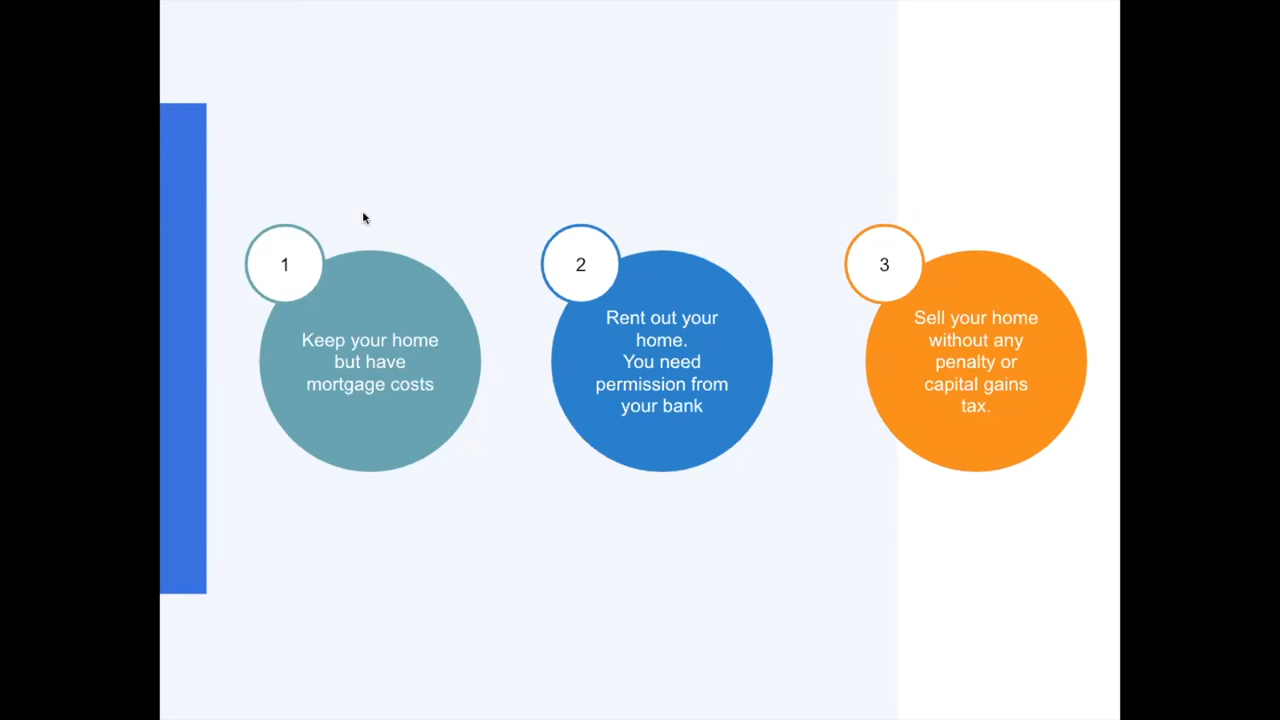 1
Keep your home
but have
mortgage costs
2
Rent out your
home.
You need
permission from
your bank
3
Sell your home
without any
penalty or
capital gains
tax.